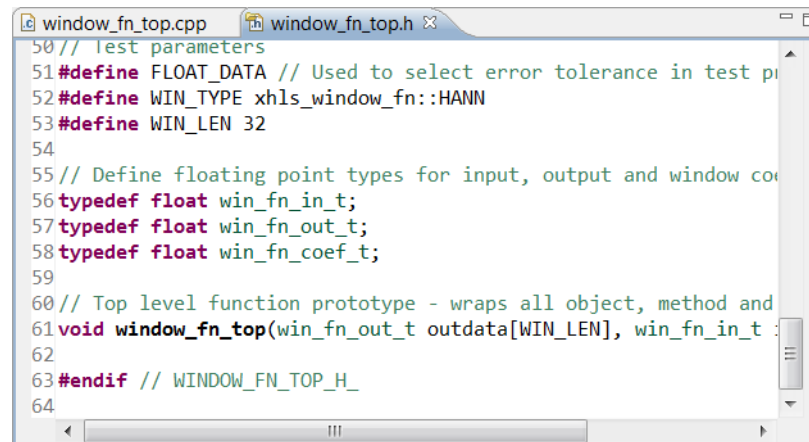 window_fn_top.cpp window_fn_top.h
50 // Test parameters
51 #define FLOAT_DATA // Used to select error tolerance in test
52 #define WIN_TYPE xhls_window_fn::HANN
53 #define WIN_LEN 32
54
55 // Define floating point types for input, output and window
56 typedef float win_fn_in_t;
57 typedef float win_fn_out_t;
58 typedef float win_fn_coef_t;
59
60 // Top level function prototype - wraps all object, method and
61 void window_fn_top(win_fn_out_t outdata[WIN_LEN], win_fn_in_t
62
63 #endif // WINDOW_FN_TOP_H_
64